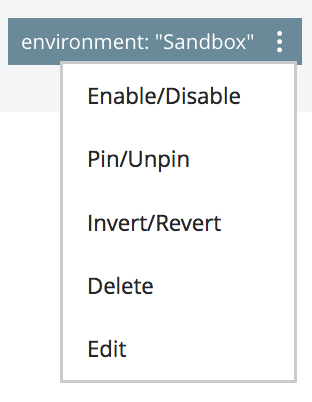 environment: "Sandbox"
Enable/Disable
Pin/Unpin
Invert/Revert
Delete
Edit